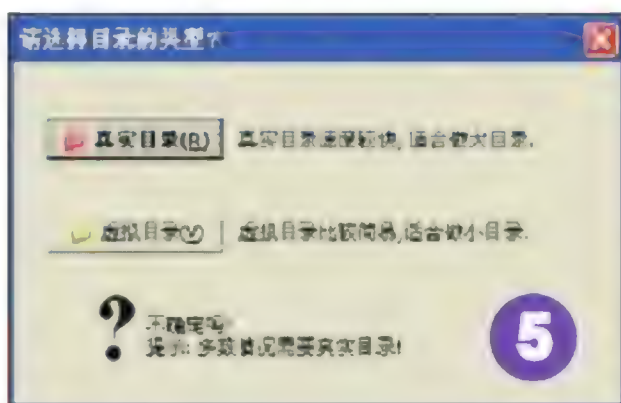 请选择目录的类型?
真实目录(R) 真实目录速度较快, 适合做大目录.
虚拟目录(V) 虚拟目录比较简易,适合做小目录.
?
不确定吗?
提示: 多数情况需要真实目录!
5